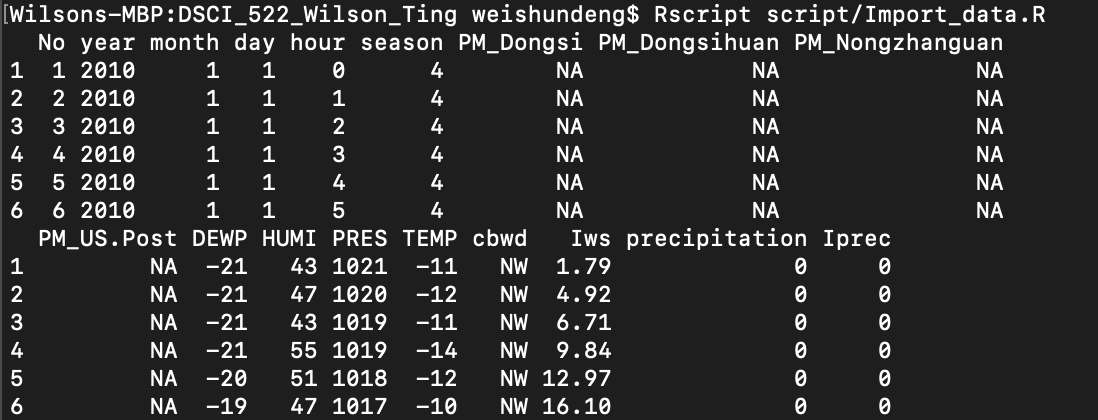 [Wilsons-MBP:DSCI_522_Wilson_Ting weishundeng$ Rscript script/Import_data.R
  No year month day hour season PM_Dongsi PM_Dongsihuan PM_Nongzhanguan
1  1 2010     1   1    0      4        NA            NA              NA
2  2 2010     1   1    1      4        NA            NA              NA
3  3 2010     1   1    2      4        NA            NA              NA
4  4 2010     1   1    3      4        NA            NA              NA
5  5 2010     1   1    4      4        NA            NA              NA
6  6 2010     1   1    5      4        NA            NA              NA
  PM_US.Post DEWP HUMI PRES TEMP cbwd   Iws precipitation Iprec
1         NA  -21   43 1021  -11   NW  1.79             0     0
2         NA  -21   47 1020  -12   NW  4.92             0     0
3         NA  -21   43 1019  -11   NW  6.71             0     0
4         NA  -21   55 1019  -14   NW  9.84             0     0
5         NA  -20   51 1018  -12   NW 12.97             0     0
6         NA  -19   47 1017  -10   NW 16.10             0     0